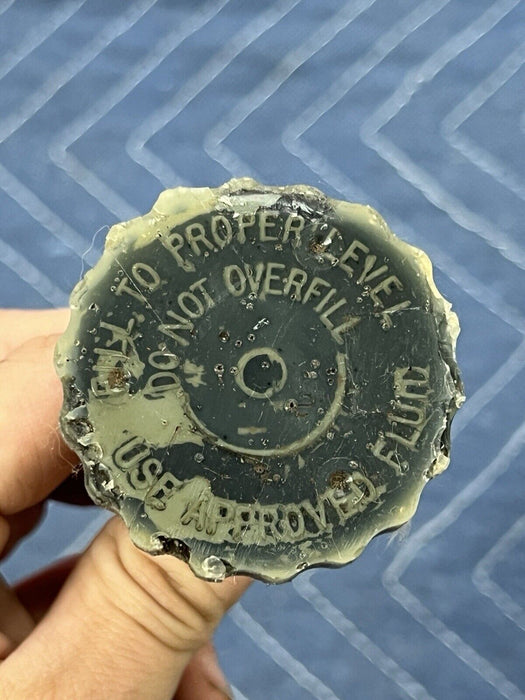 FILL TO PROPER LEVEL
DO NOT OVERFILL
USE APPROVED FLUID